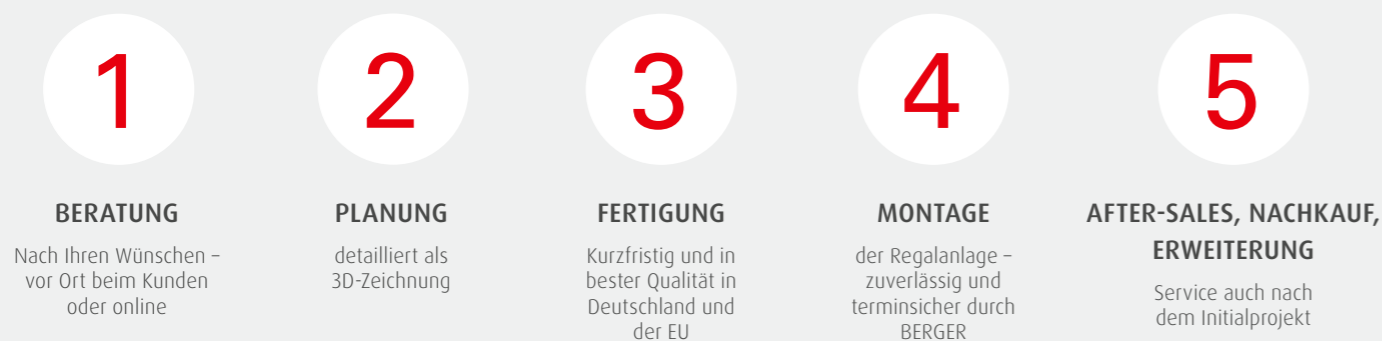 1
BERATUNG
Nach Ihren Wünschen –
vor Ort beim Kunden
oder online
2
PLANUNG
detailliert als
3D-Zeichnung
3
FERTIGUNG
Kurzfristig und in
bester Qualität in
Deutschland und
der EU
4
MONTAGE
der Regalanlage –
zuverlässig und
terminsicher durch
BERGER
5
AFTER-SALES, NACHKAUF,
ERWEITERUNG
Service auch nach
dem Initialprojekt